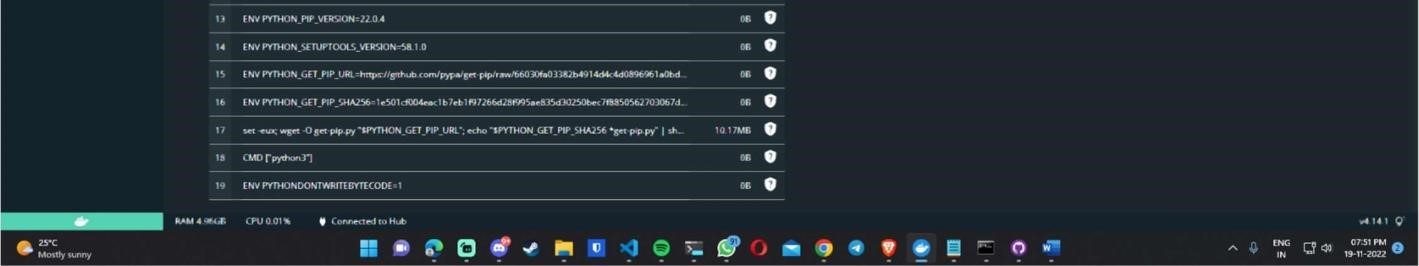 13 ENV PYTHON_PIP_VERSION=22.0.4 0B
14 ENV PYTHON_SETUPTOOLS_VERSION=58.1.0 0B
15 ENV PYTHON_GET_PIP_URL=https://github.com/pypa/get-pip/raw/66030fa03382b4914d4c4d0896961a0bd... 0B
16 ENV PYTHON_GET_PIP_SHA256=1e501cf004eac1b7eb1f97266d28f995ae835d30250bec7f8850562703067d... 0B
17 set -eux; wget -O get-pip.py "$PYTHON_GET_PIP_URL"; echo "$PYTHON_GET_PIP_SHA256 *get-pip.py" | sh... 10.17MB
18 CMD ["python3"] 0B
19 ENV PYTHONDONTWRITEBYTECODE=1 0B
RAM 4.96GB CPU 0.01% Connected to Hub v4.14.1
25°C
Mostly sunny
91
ENG
IN
07:51 PM
19-11-2022
2